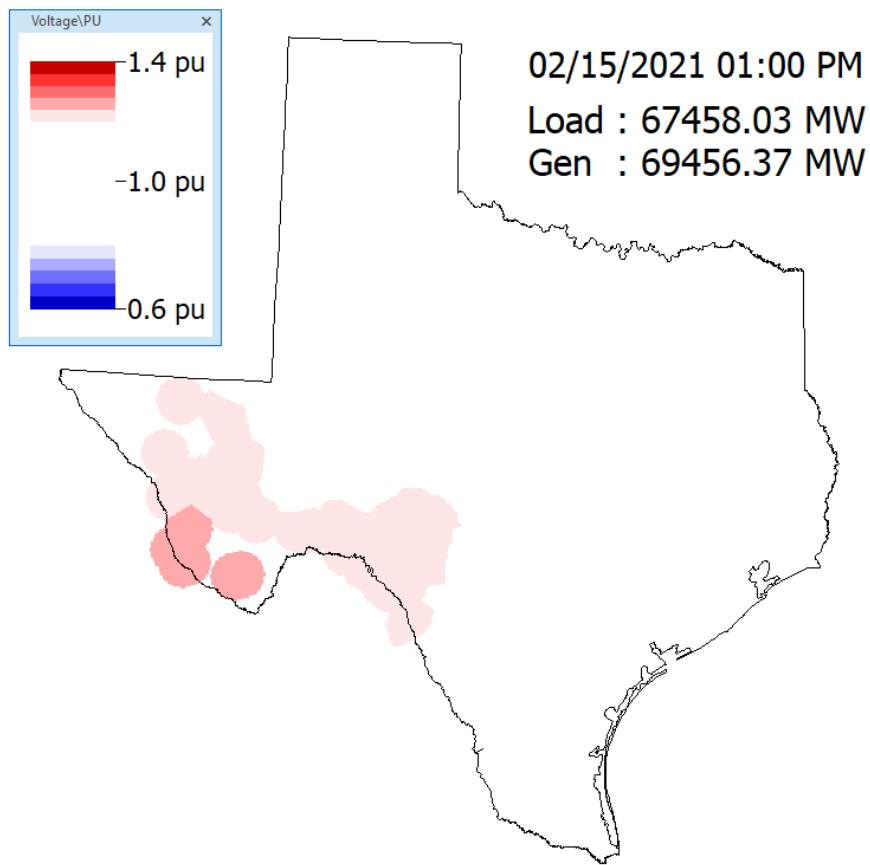 Voltage\PU ×
1.4 pu
1.0 pu
0.6 pu
02/15/2021 01:00 PM
Load : 67458.03 MW
Gen : 69456.37 MW